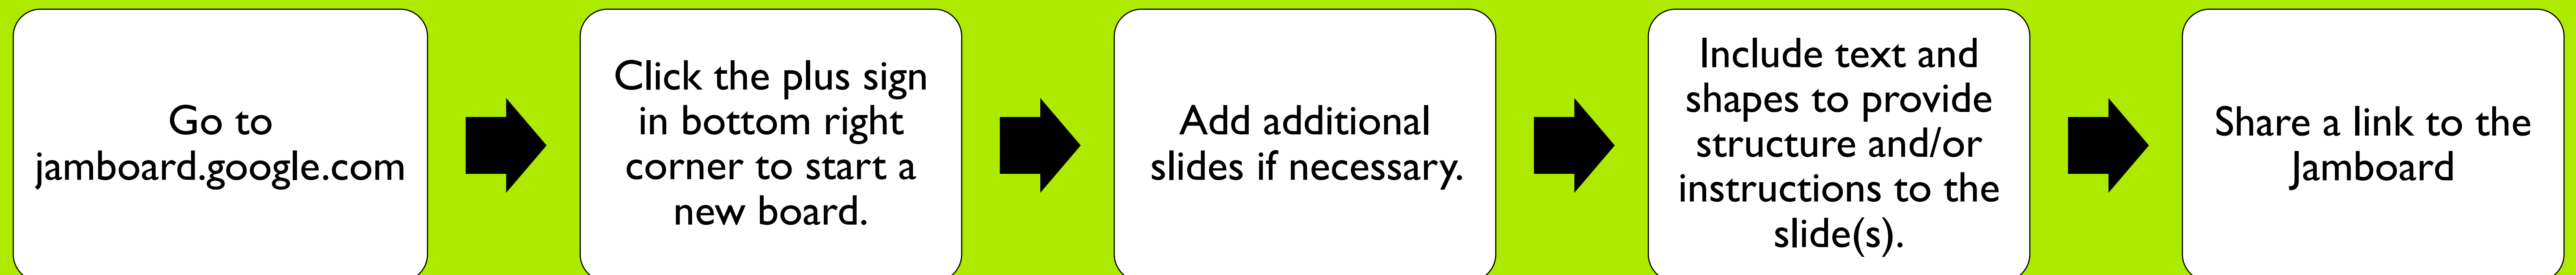 Go to
jamboard.google.com
Click the plus sign
in bottom right
corner to start a
new board.
Add additional
slides if necessary.
Include text and
shapes to provide
structure and/or
instructions to the
slide(s).
Share a link to the
Jamboard